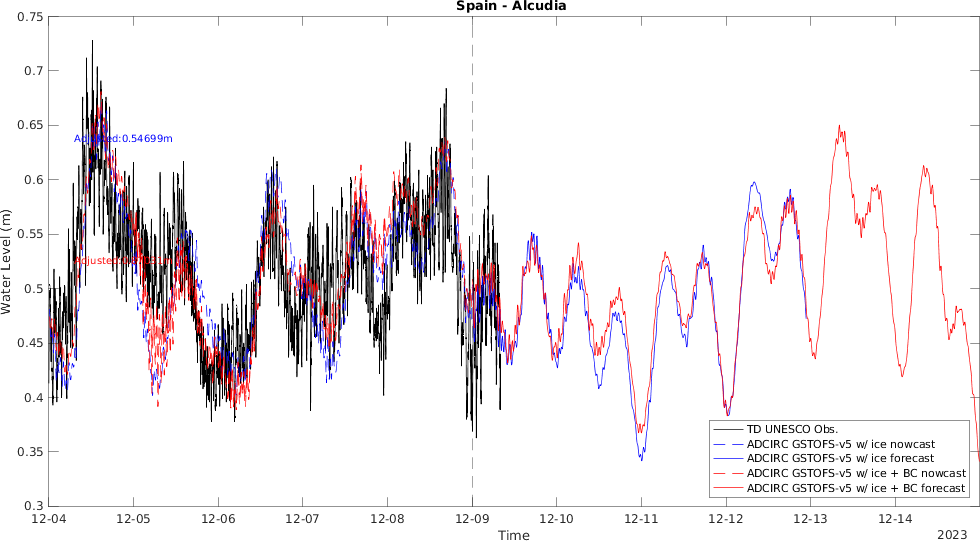 Spain - Alcudia
Water Level (m)
0.75
0.7
0.65
0.6
0.55
0.5
0.45
0.4
0.35
0.3
Adjusted:0.54699m
TD UNESCO Obs.
ADCIRC GSTOFS-v5 w/ ice nowcast
ADCIRC GSTOFS-v5 w/ ice forecast
ADCIRC GSTOFS-v5 w/ ice + BC nowcast
ADCIRC GSTOFS-v5 w/ ice + BC forecast
12-04 12-05 12-06 12-07 12-08 12-09 12-10 12-11 12-12 12-13 12-14
Time
2023